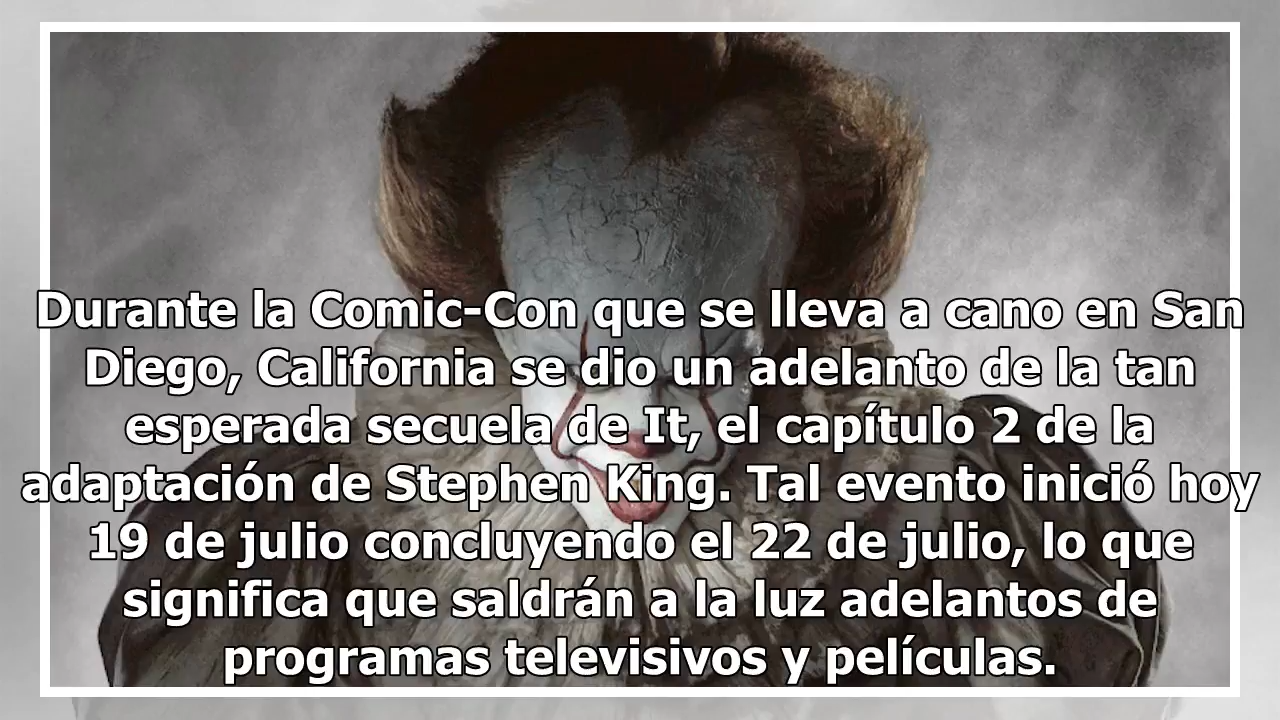 Durante la Comic-Con que se lleva a cano en San
Diego, California se dio un adelanto de la tan
esperada secuela de It, el capítulo 2 de la
adaptación de Stephen King. Tal evento inició hoy
19 de julio concluyendo el 22 de julio, lo que
significa que saldrán a la luz adelantos de
programas televisivos y películas.